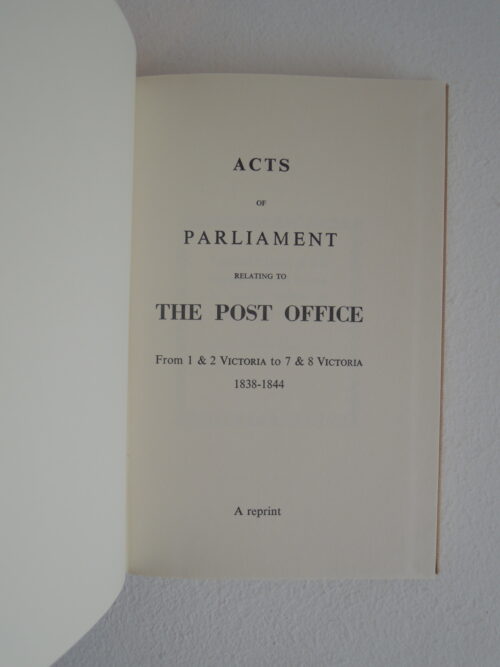 ACTS
OF
PARLIAMENT
RELATING TO
THE POST OFFICE
From 1 & 2 VICTORIA to 7 & 8 VICTORIA
1838-1844
A reprint